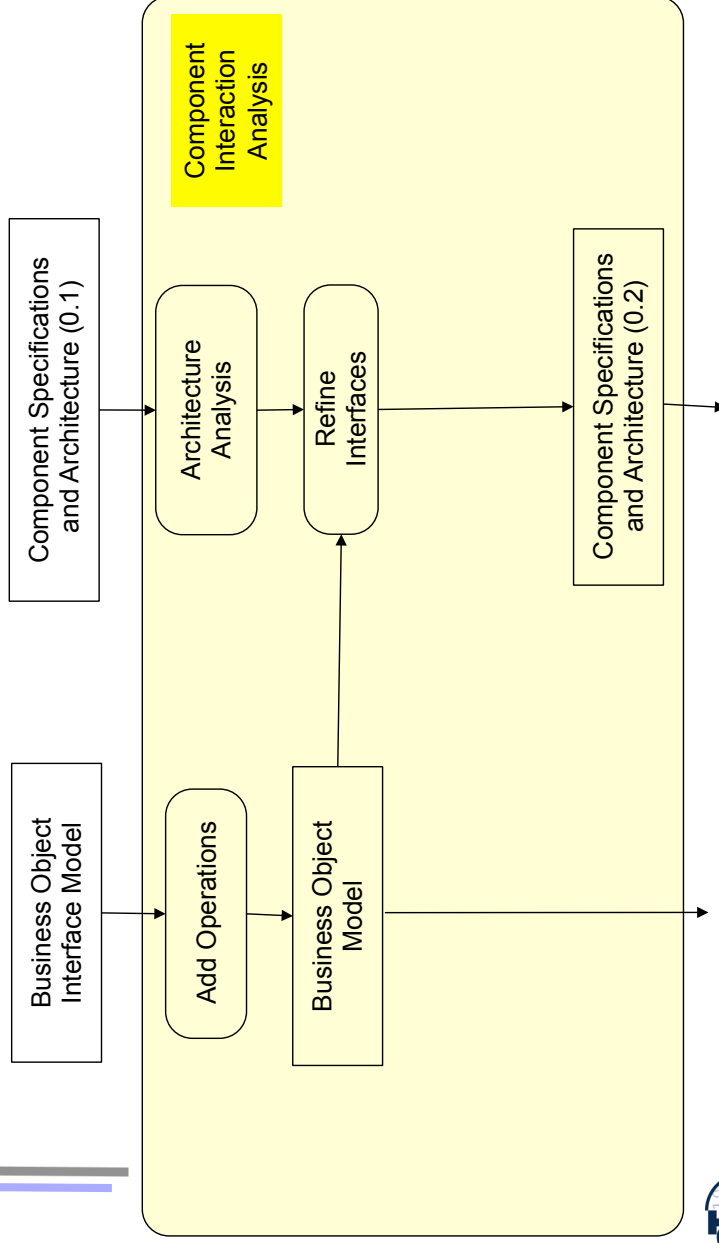 Business Object
Interface Model
Component Specifications
and Architecture (0.1)
Add Operations
Architecture
Analysis
Component
Interaction
Analysis
Business Object
Model
Refine
Interfaces
Component Specifications
and Architecture (0.2)